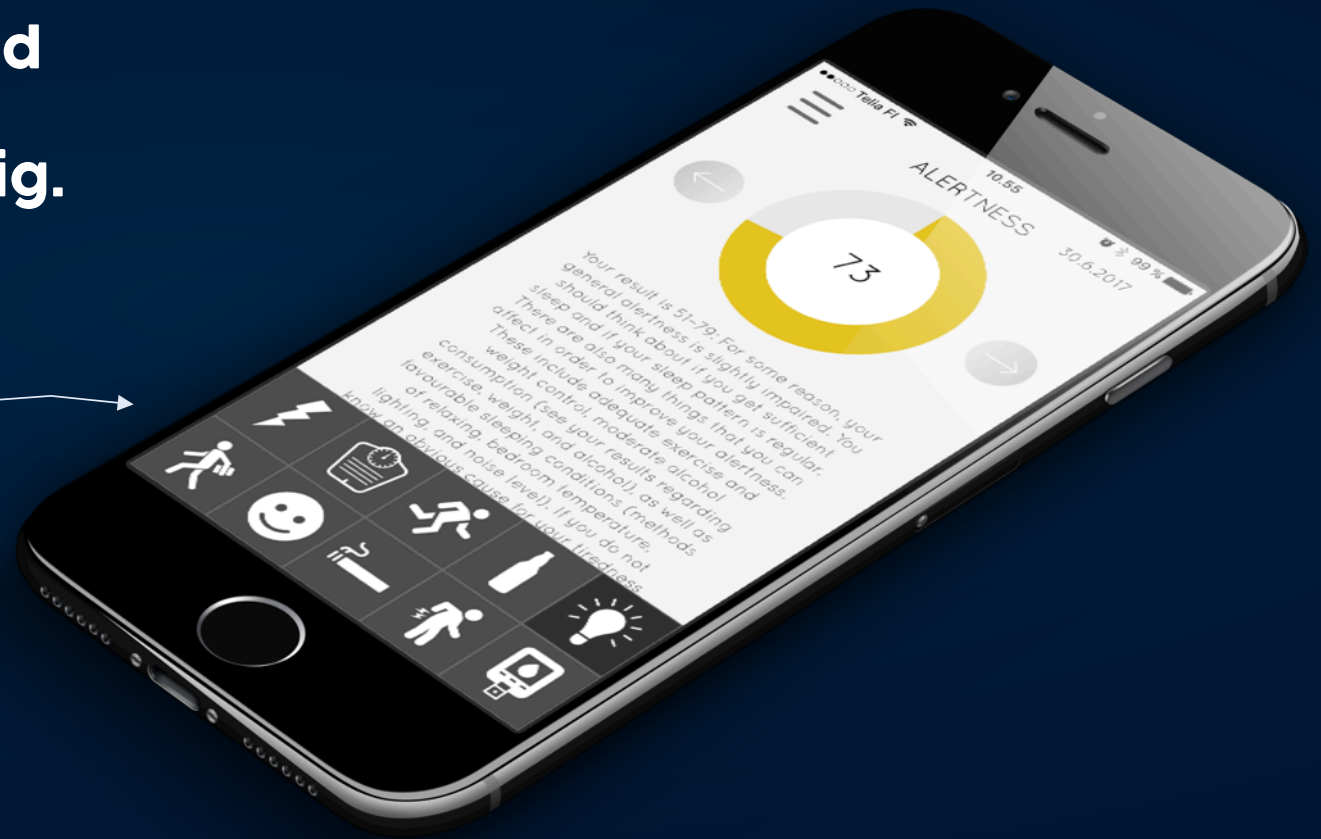 d
ig.
Telia FI
10.55
99 %
ALERTNESS
30.6.2017
73
Your result is 51-79: For some reason, your
general alertness is slightly impaired. You
should think about if you get sufficient
sleep and if your sleep pattern is regular.
There are also many things that you can
affect in order to improve your alertness.
These include adequate exercise and
weight control, moderate alcohol
consumption (see your results regarding
exercise, weight, and alcohol), as well as
favourable sleeping conditions (methods
of relaxing, bedroom temperature,
lighting, and noise level). If you do not
know an obvious cause for your tiredness